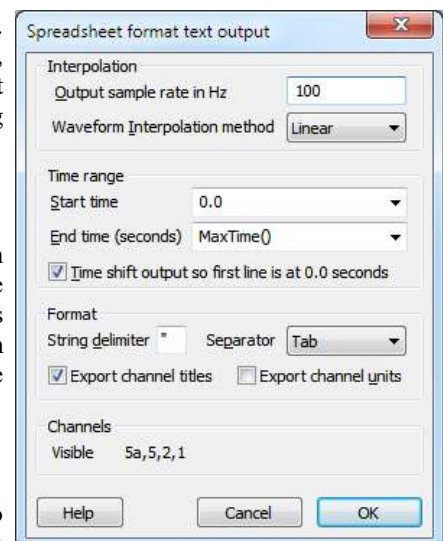 Spreadsheet format text output
Interpolation
Output sample rate in Hz 100
Waveform Interpolation method Linear
Time range
Start time 0.0
End time (seconds) MaxTime()
Time shift output so first line is at 0.0 seconds
Format
String delimiter " Separator Tab
Export channel titles Export channel units
Channels
Visible 5a,5,2,1
Help Cancel OK